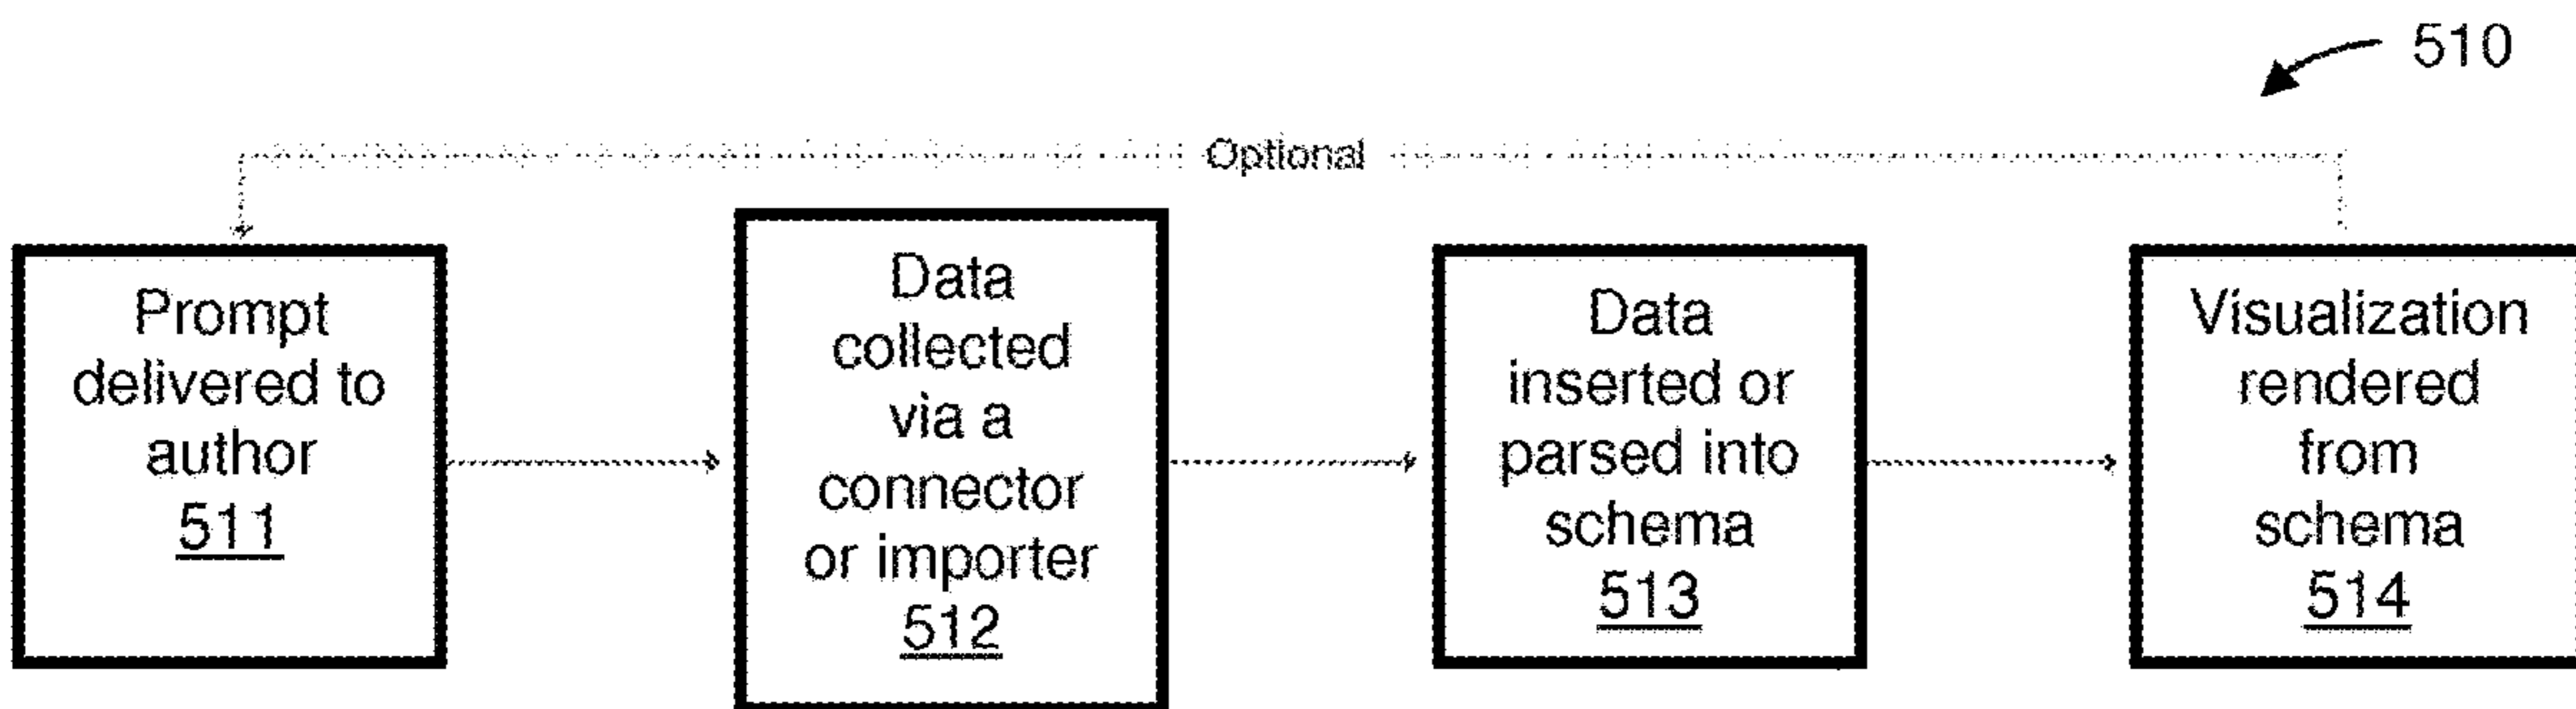 510
Optional
Prompt
delivered to
author
511
Data
collected
via a
connector
or importer
512
Data
inserted or
parsed into
schema
513
Visualization
rendered
from
schema
514